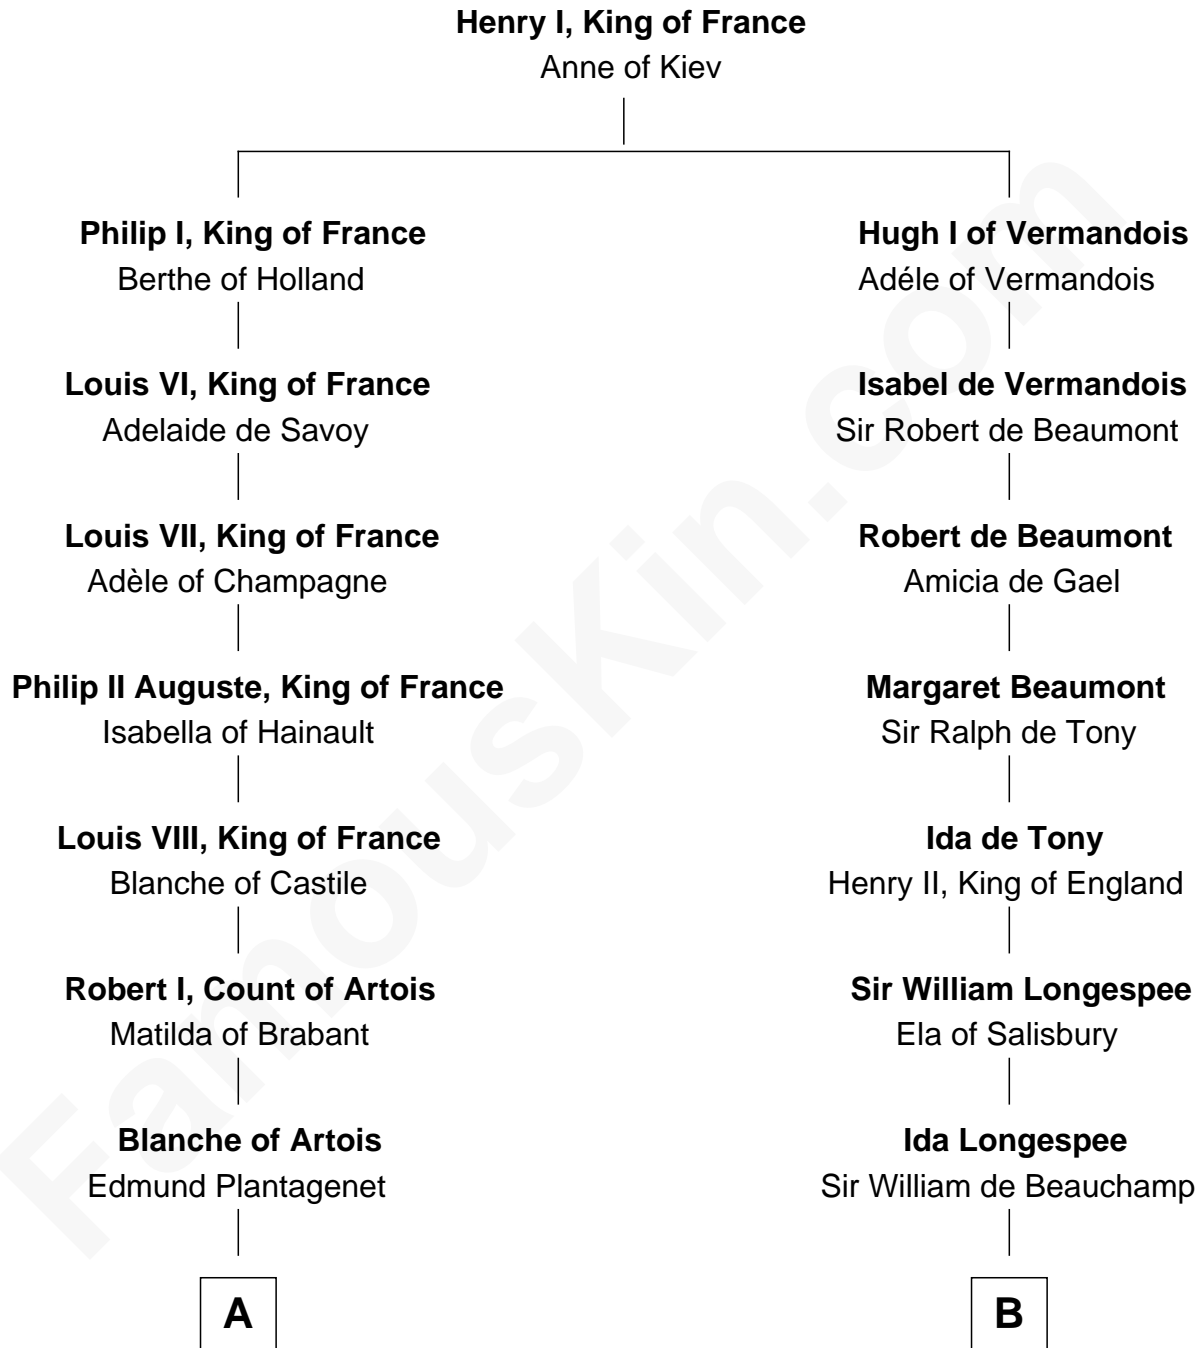 Henry I, King of France
Anne of Kiev
Philip I, King of France
Berthe of Holland
Hugh I of Vermandois
Adéle of Vermandois
Louis VI, King of France
Adelaide de Savoy
Isabel de Vermandois
Sir Robert de Beaumont
Louis VII, King of France
Adèle of Champagne
Robert de Beaumont
Amicia de Gael
Philip II Auguste, King of France
Isabella of Hainault
Margaret Beaumont
Sir Ralph de Tony
Louis VIII, King of France
Blanche of Castile
Ida de Tony
Henry II, King of England
Robert I, Count of Artois
Matilda of Brabant
Sir William Longespee
Ela of Salisbury
Blanche of Artois
Edmund Plantagenet
Ida Longespee
Sir William de Beauchamp
A
B
FamousKin.com